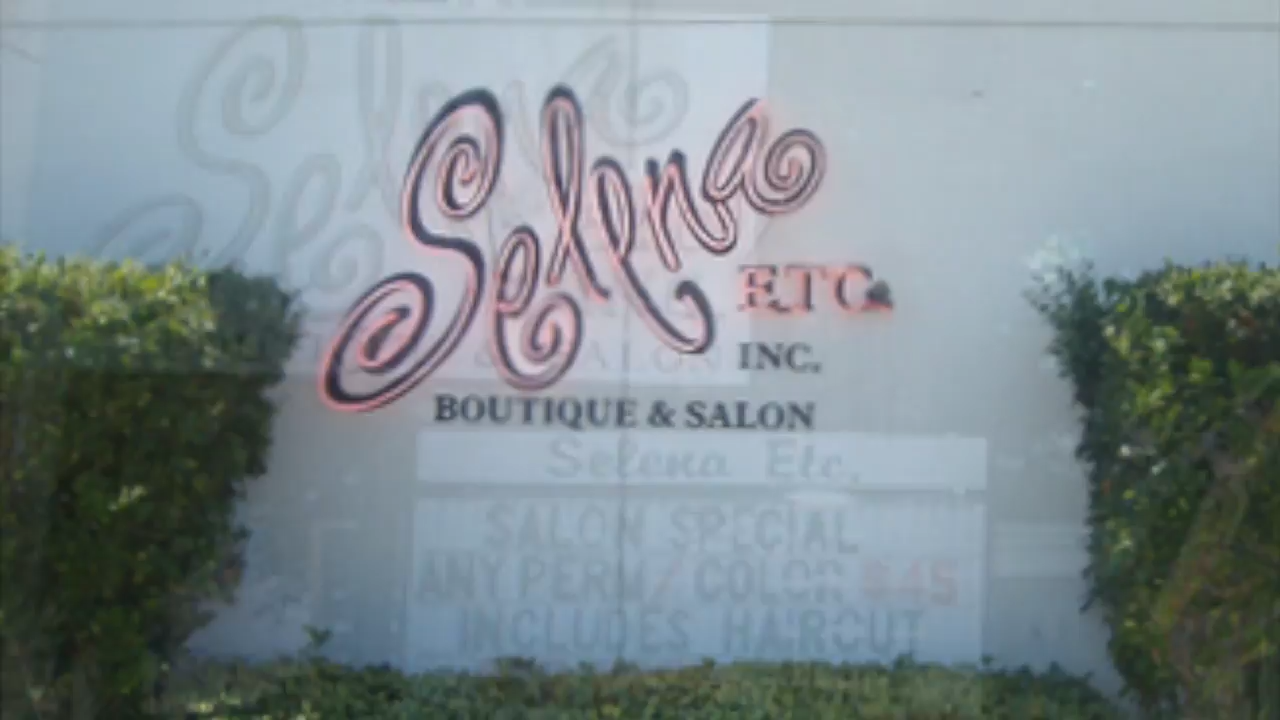 Selena
ETC.
INC.
BOUTIQUE & SALON
Selena Etc.
SALON SPECIAL
ANY PERM/COLOR $45
INCLUDES HAIRCUT